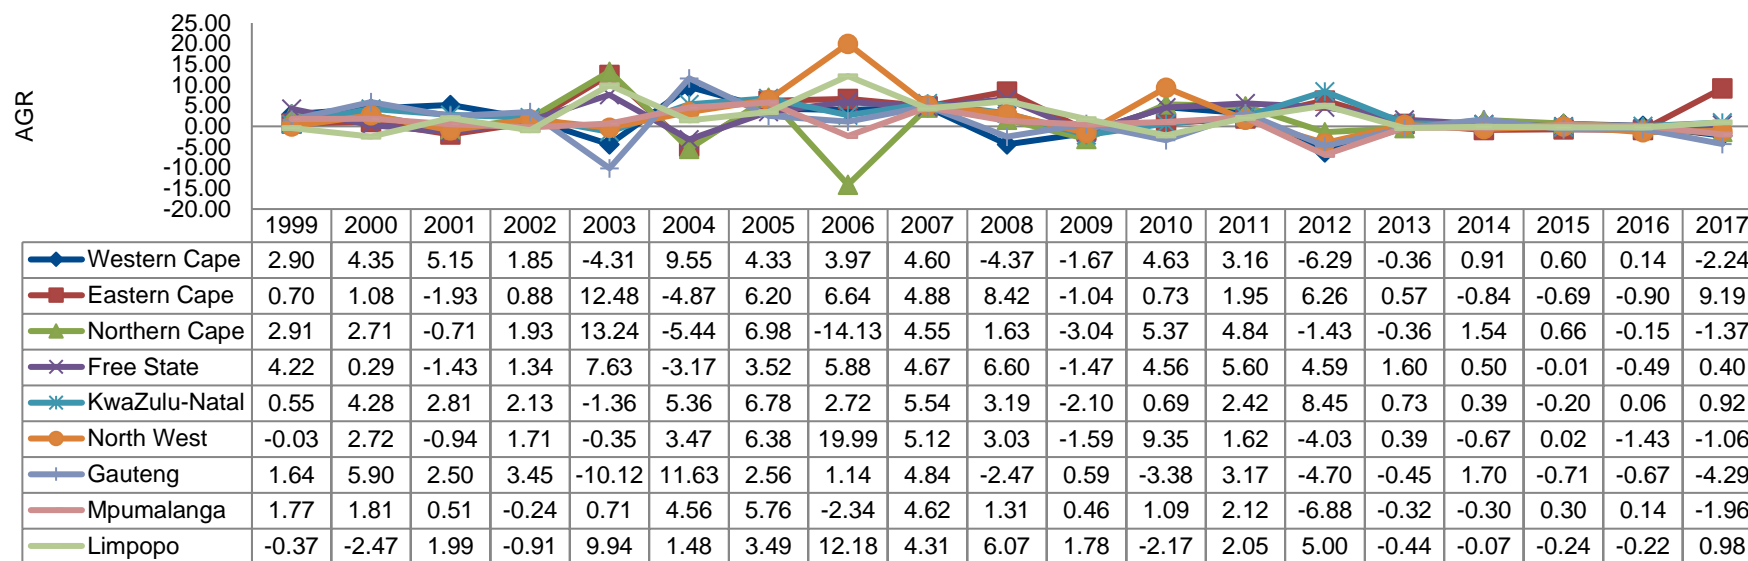 25.00
20.00
15.00
10.00
5.00
0.00
-5.00
-10.00
-15.00
-20.00
AGR
1999 2000 2001 2002 2003 2004 2005 2006 2007 2008 2009 2010 2011 2012 2013 2014 2015 2016 2017
Western Cape 2.90 4.35 5.15 1.85 -4.31 9.55 4.33 3.97 4.60 -4.37 -1.67 4.63 3.16 -6.29 -0.36 0.91 0.60 0.14 -2.24
Eastern Cape 0.70 1.08 -1.93 0.88 12.48 -4.87 6.20 6.64 4.88 8.42 -1.04 0.73 1.95 6.26 0.57 -0.84 -0.69 -0.90 9.19
Northern Cape 2.91 2.71 -0.71 1.93 13.24 -5.44 6.98 -14.13 4.55 1.63 -3.04 5.37 4.84 -1.43 -0.36 1.54 0.66 -0.15 -1.37
Free State 4.22 0.29 -1.43 1.34 7.63 -3.17 3.52 5.88 4.67 6.60 -1.47 4.56 5.60 4.59 1.60 0.50 -0.01 -0.49 0.40
KwaZulu-Natal 0.55 4.28 2.81 2.13 -1.36 5.36 6.78 2.72 5.54 3.19 -2.10 0.69 2.42 8.45 0.73 0.39 -0.20 0.06 0.92
North West -0.03 2.72 -0.94 1.71 -0.35 3.47 6.38 19.99 5.12 3.03 -1.59 9.35 1.62 -4.03 0.39 -0.67 0.02 -1.43 -1.06
Gauteng 1.64 5.90 2.50 3.45 -10.12 11.63 2.56 1.14 4.84 -2.47 0.59 -3.38 3.17 -4.70 -0.45 1.70 -0.71 -0.67 -4.29
Mpumalanga 1.77 1.81 0.51 -0.24 0.71 4.56 5.76 -2.34 4.62 1.31 0.46 1.09 2.12 -6.88 -0.32 -0.30 0.30 0.14 -1.96
Limpopo -0.37 -2.47 1.99 -0.91 9.94 1.48 3.49 12.18 4.31 6.07 1.78 -2.17 2.05 5.00 -0.44 -0.07 -0.24 -0.22 0.98